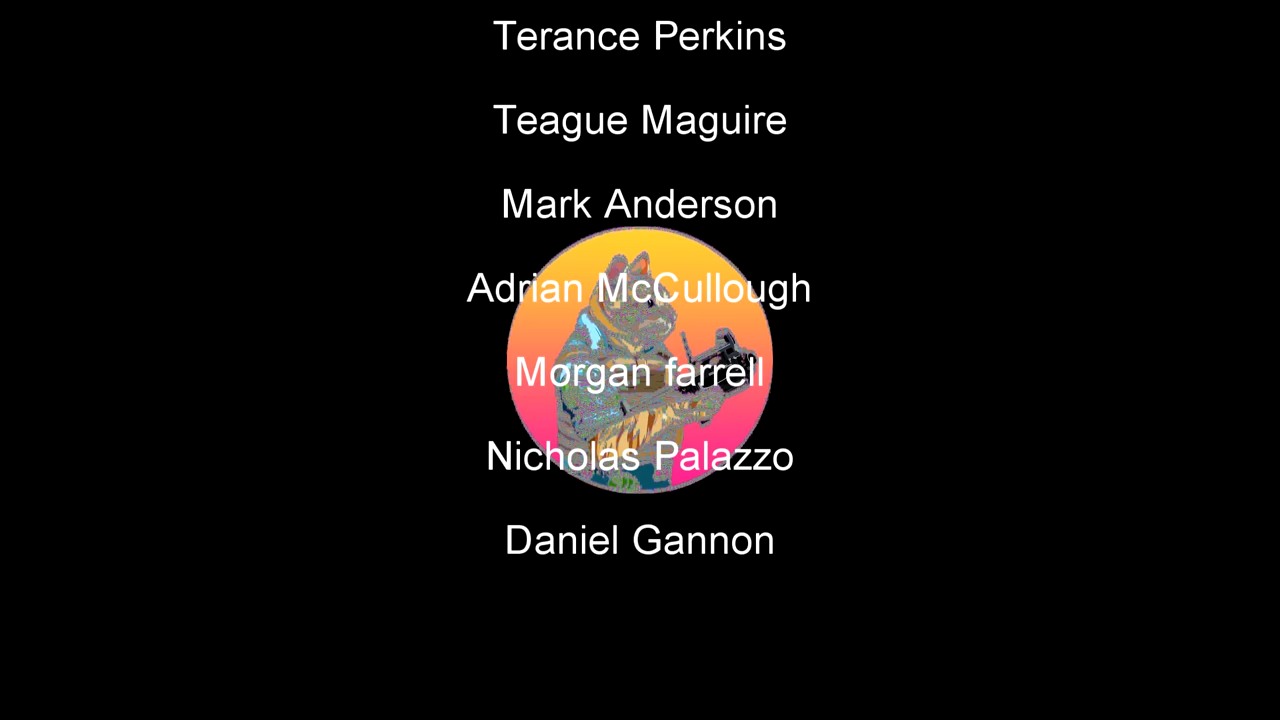 Terance Perkins
Teague Maguire
Mark Anderson
Adrian McCullough
Morgan farrell
Nicholas Palazzo
Daniel Gannon